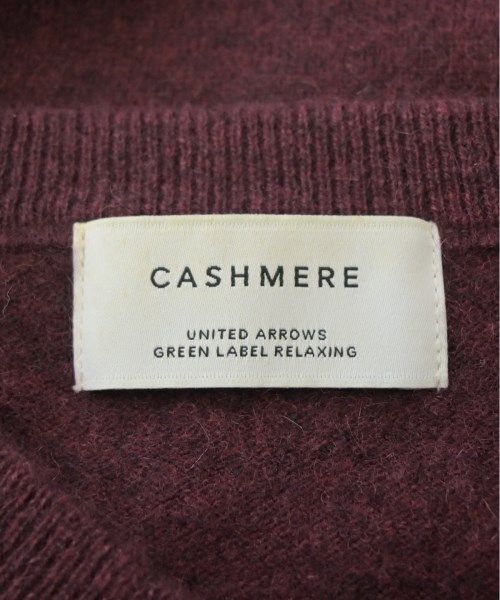 CASHMERE
UNITED ARROWS
GREEN LABEL RELAXING